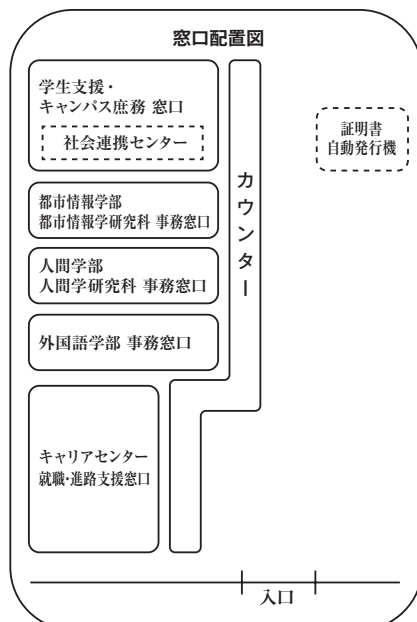 窓口配置図
学生支援・
キャンパス庶務 窓口
社会連携センター
証明書
自動発行機
都市情報学部
都市情報学研究科 事務窓口
カウンター
人間学部
人間学研究科 事務窓口
外国語学部 事務窓口
キャリアセンター
就職・進路支援窓口
入口